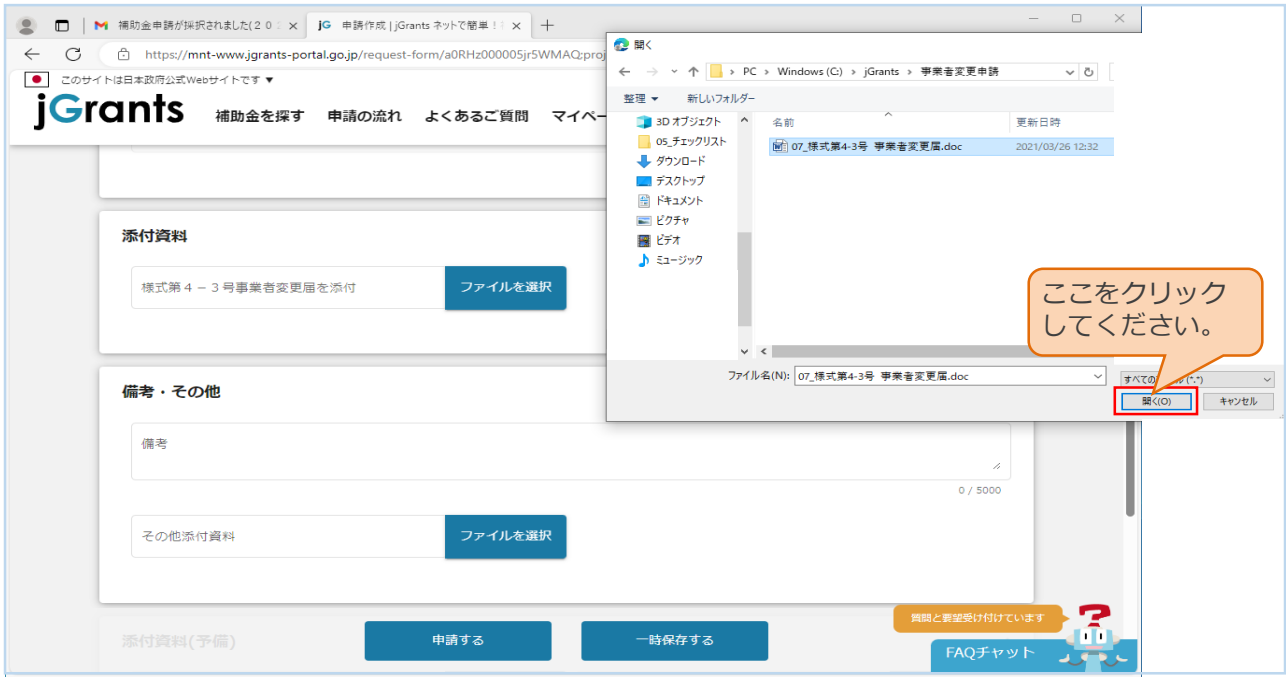 補助金申請が採択されました(２０
jG 申請作成 | jGrants ネットで簡単！
https://mnt-www.jgrants-portal.go.jp/request-form/a0RHz000005jr5WMAQ;proj
このサイトは日本政府公式Webサイトです ▼
jGrants
補助金を探す 申請の流れ よくあるご質問 マイペー
添付資料
様式第４－３号事業者変更届を添付
ファイルを選択
備考・その他
備考
0 / 5000
その他添付資料
ファイルを選択
添付資料(予備)
申請する
一時保存する
質問と要望受け付けています
FAQチャット
開く
PC › Windows (C:) › jGrants › 事業者変更申請
整理 ▼ 新しいフォルダー
3D オブジェクト
05_チェックリスト
ダウンロード
デスクトップ
ドキュメント
ピクチャ
ビデオ
ミュージック
名前 更新日時
07_様式第4-3号 事業者変更届.doc 2021/03/26 12:32
ファイル名(N): 07_様式第4-3号 事業者変更届.doc
すべての (*.*)
開く(O) キャンセル
ここをクリック
してください。